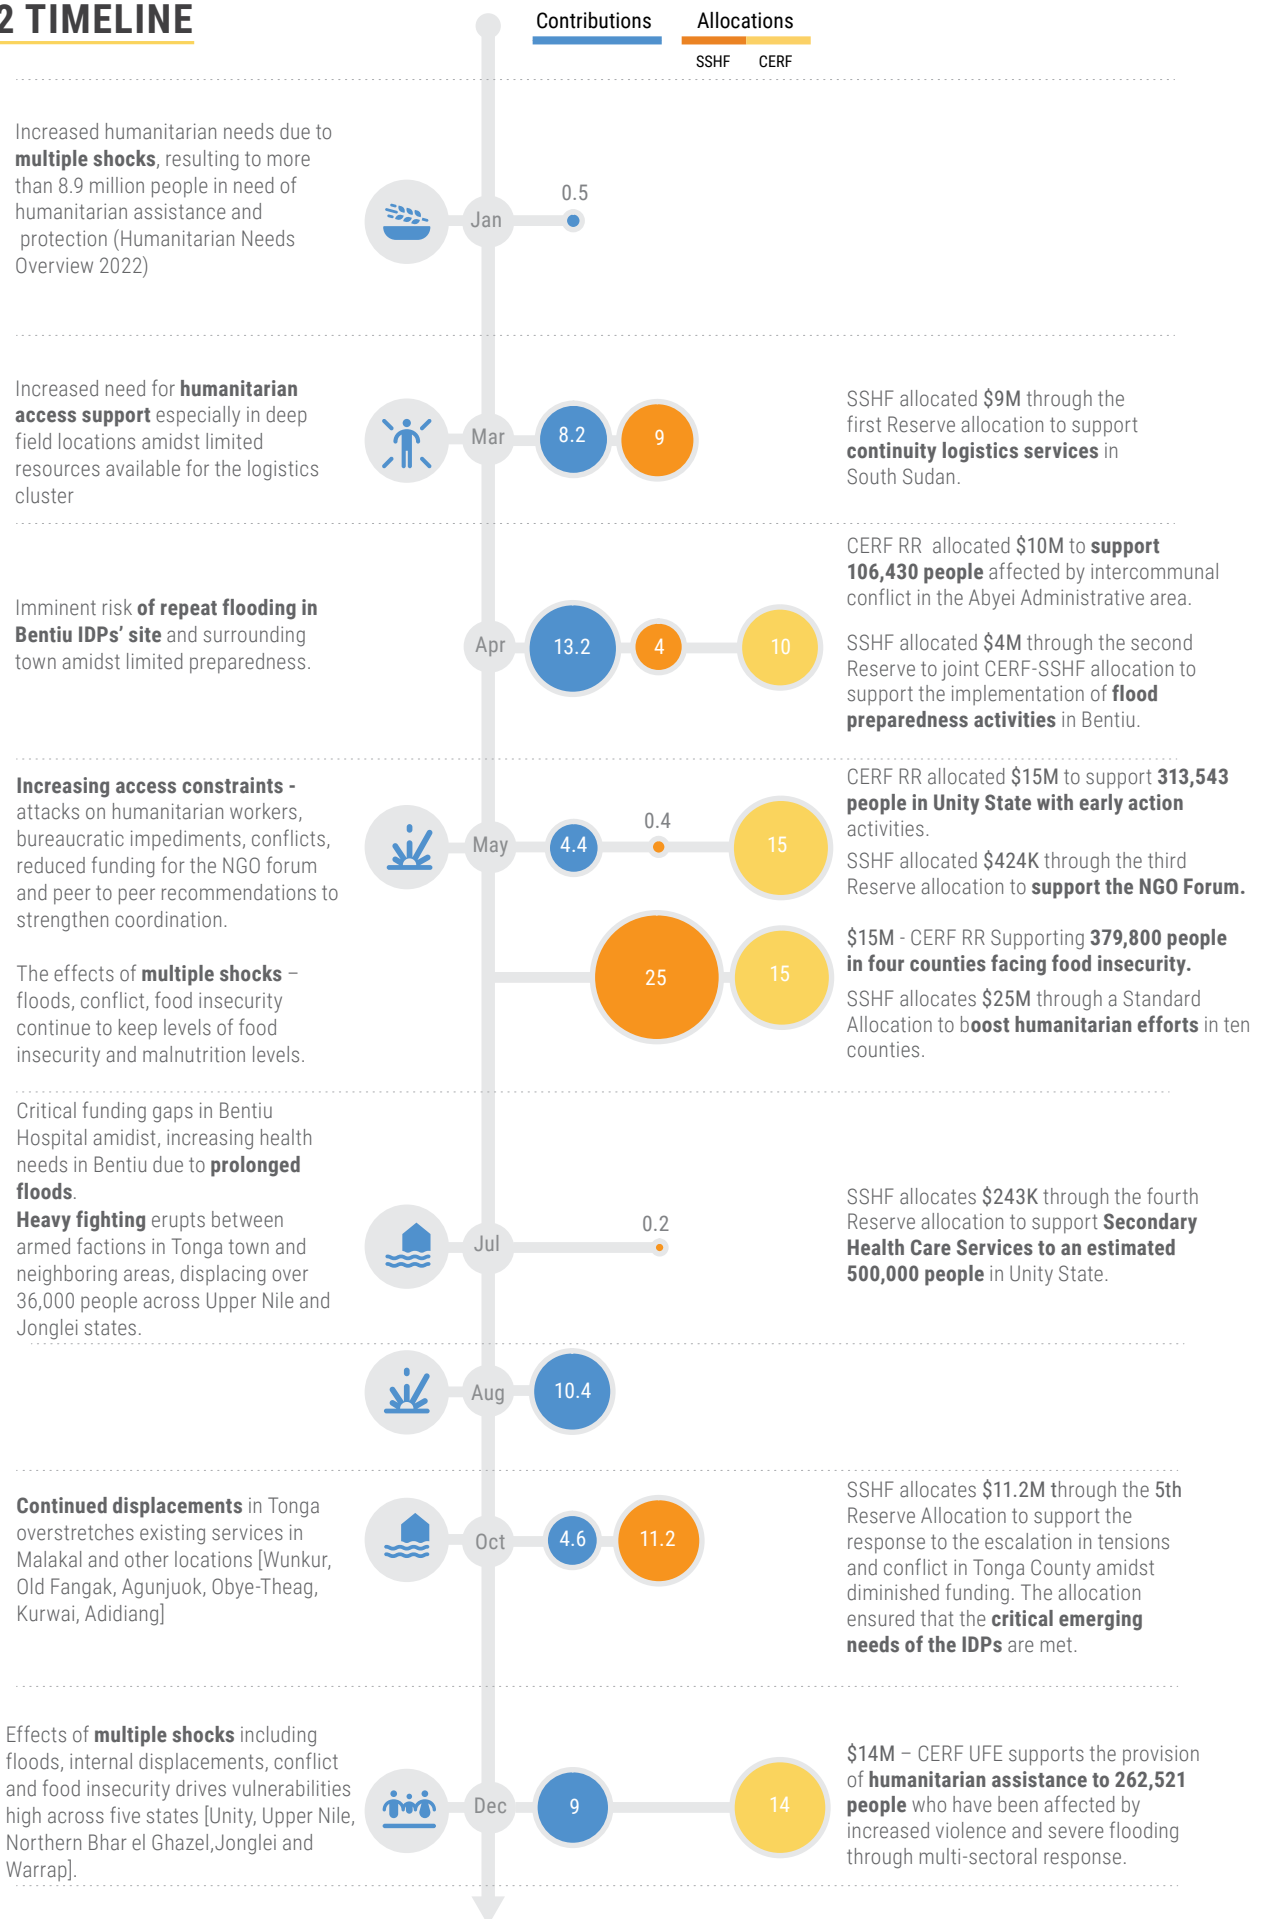 2 TIMELINE
Contributions
Allocations
SSHF
CERF
Increased humanitarian needs due to
multiple shocks, resulting to more
than 8.9 million people in need of
humanitarian assistance and
protection (Humanitarian Needs
Overview 2022)
Jan
0.5
Increased need for humanitarian
access support especially in deep
field locations amidst limited
resources available for the logistics
cluster
Mar
8.2
9
SSHF allocated $9M through the
first Reserve allocation to support
continuity logistics services in
South Sudan.
Imminent risk of repeat flooding in
Bentiu IDPs’ site and surrounding
town amidst limited preparedness.
Apr
13.2
4
10
CERF RR allocated $10M to support
106,430 people affected by intercommunal
conflict in the Abyei Administrative area.
SSHF allocated $4M through the second
Reserve to joint CERF-SSHF allocation to
support the implementation of flood
preparedness activities in Bentiu.
Increasing access constraints -
attacks on humanitarian workers,
bureaucratic impediments, conflicts,
reduced funding for the NGO forum
and peer to peer recommendations to
strengthen coordination.
May
4.4
0.4
15
CERF RR allocated $15M to support 313,543
people in Unity State with early action
activities.
SSHF allocated $424K through the third
Reserve allocation to support the NGO Forum.
The effects of multiple shocks –
floods, conflict, food insecurity
continue to keep levels of food
insecurity and malnutrition levels.
25
15
$15M - CERF RR Supporting 379,800 people
in four counties facing food insecurity.
SSHF allocates $25M through a Standard
Allocation to boost humanitarian efforts in ten
counties.
Critical funding gaps in Bentiu
Hospital amidst, increasing health
needs in Bentiu due to prolonged
floods.
Heavy fighting erupts between
armed factions in Tonga town and
neighboring areas, displacing over
36,000 people across Upper Nile and
Jonglei states.
Jul
0.2
SSHF allocates $243K through the fourth
Reserve allocation to support Secondary
Health Care Services to an estimated
500,000 people in Unity State.
Aug
10.4
Continued displacements in Tonga
overstretches existing services in
Malakal and other locations [Wunkur,
Old Fangak, Agunjuok, Obye-Theag,
Kurwai, Adidiang]
Oct
4.6
11.2
SSHF allocates $11.2M through the 5th
Reserve Allocation to support the
response to the escalation in tensions
and conflict in Tonga County amidst
diminished funding. The allocation
ensured that the critical emerging
needs of the IDPs are met.
Effects of multiple shocks including
floods, internal displacements, conflict
and food insecurity drives vulnerabilities
high across five states [Unity, Upper Nile,
Northern Bhar el Ghazel,Jonglei and
Warrap].
Dec
9
14
$14M – CERF UFE supports the provision
of humanitarian assistance to 262,521
people who have been affected by
increased violence and severe flooding
through multi-sectoral response.